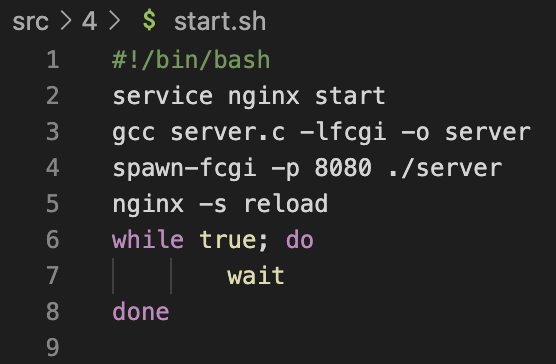 src > 4 > $ start.sh
1 #!/bin/bash
2 service nginx start
3 gcc server.c -lfcgi -o server
4 spawn-fcgi -p 8080 ./server
5 nginx -s reload
6 while true; do
7         wait
8 done
9